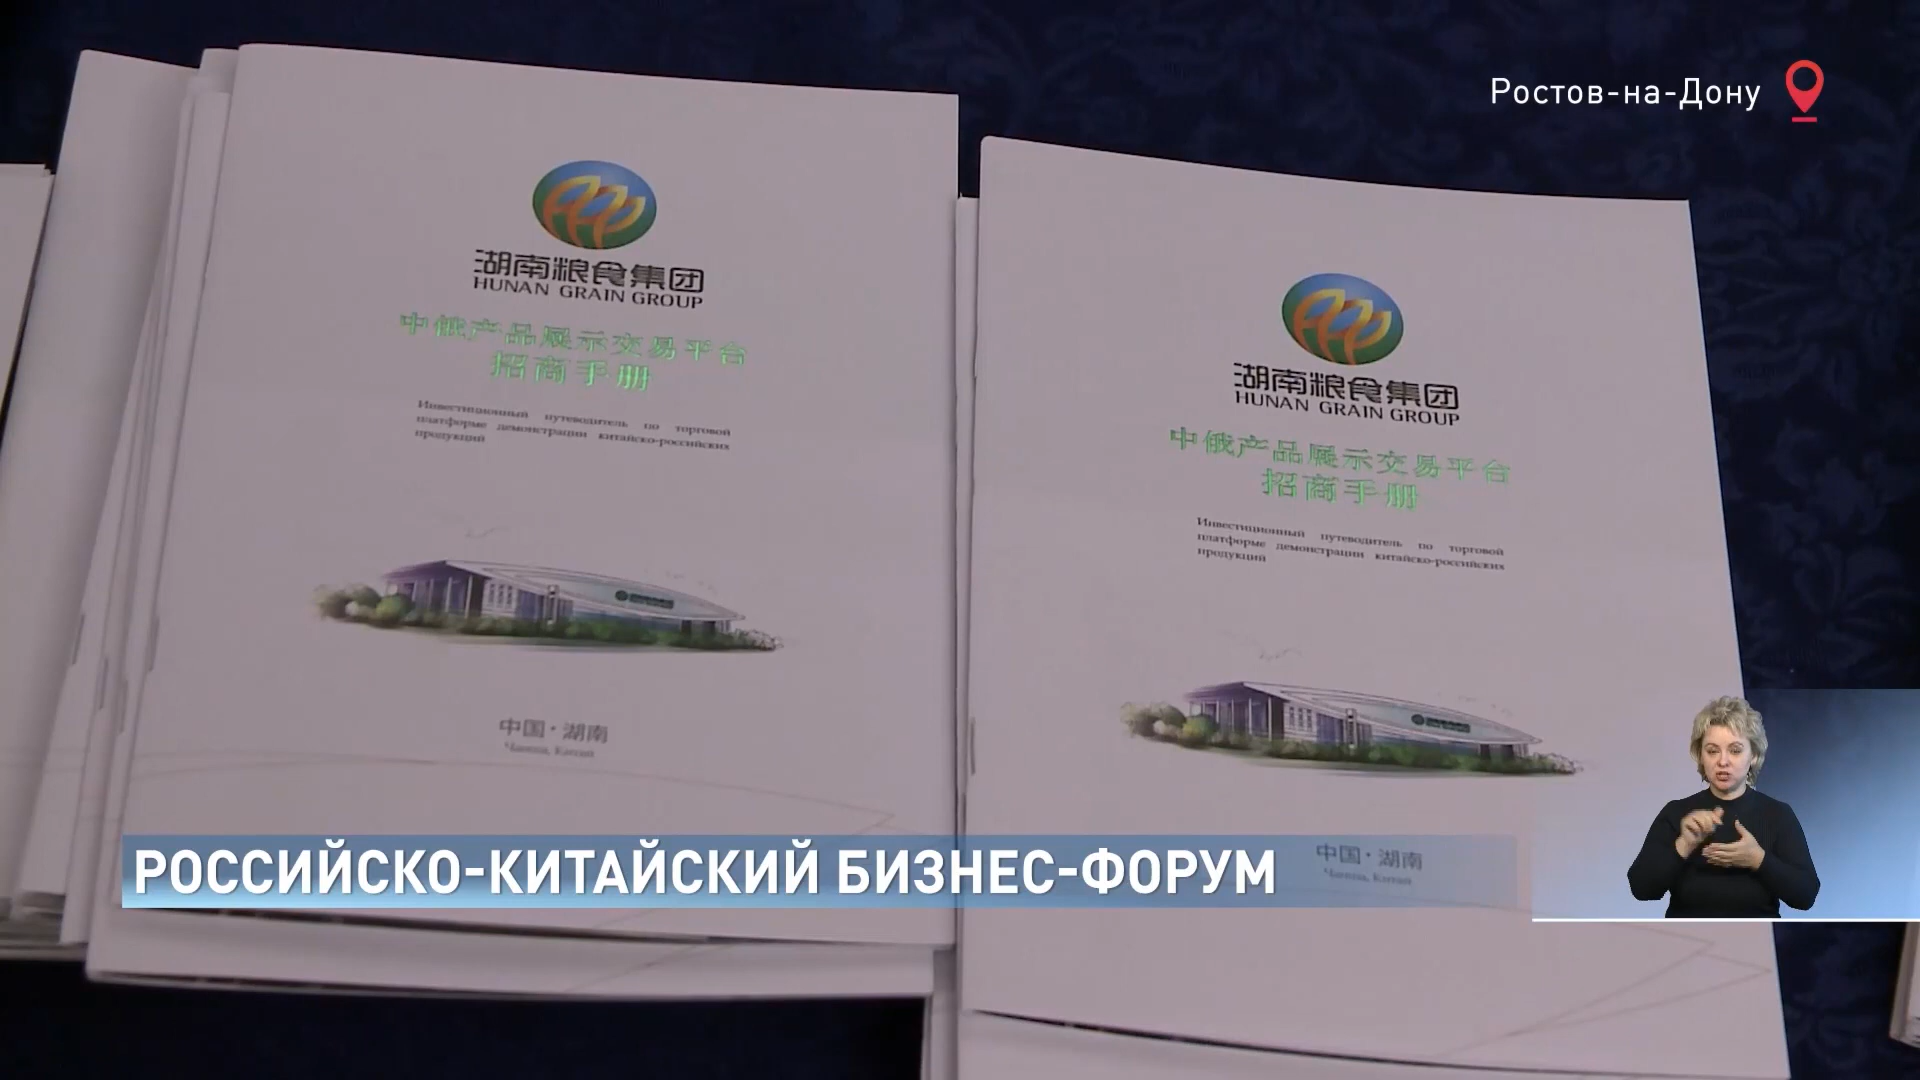 Ростов-на-Дону
湖南粮食集团
HUNAN GRAIN GROUP
中俄产品展示交易平台
招商手册
Инвестиционный путеводитель по торговой
платформе демонстрации китайско-российских
продукций
中国·湖南
Чанша, Китай
湖南粮食集团
HUNAN GRAIN GROUP
中俄产品展示交易平台
招商手册
Инвестиционный путеводитель по торговой
платформе демонстрации китайско-российских
продукций
中国·湖南
Чанша, Китай
РОССИЙСКО-КИТАЙСКИЙ БИЗНЕС-ФОРУМ